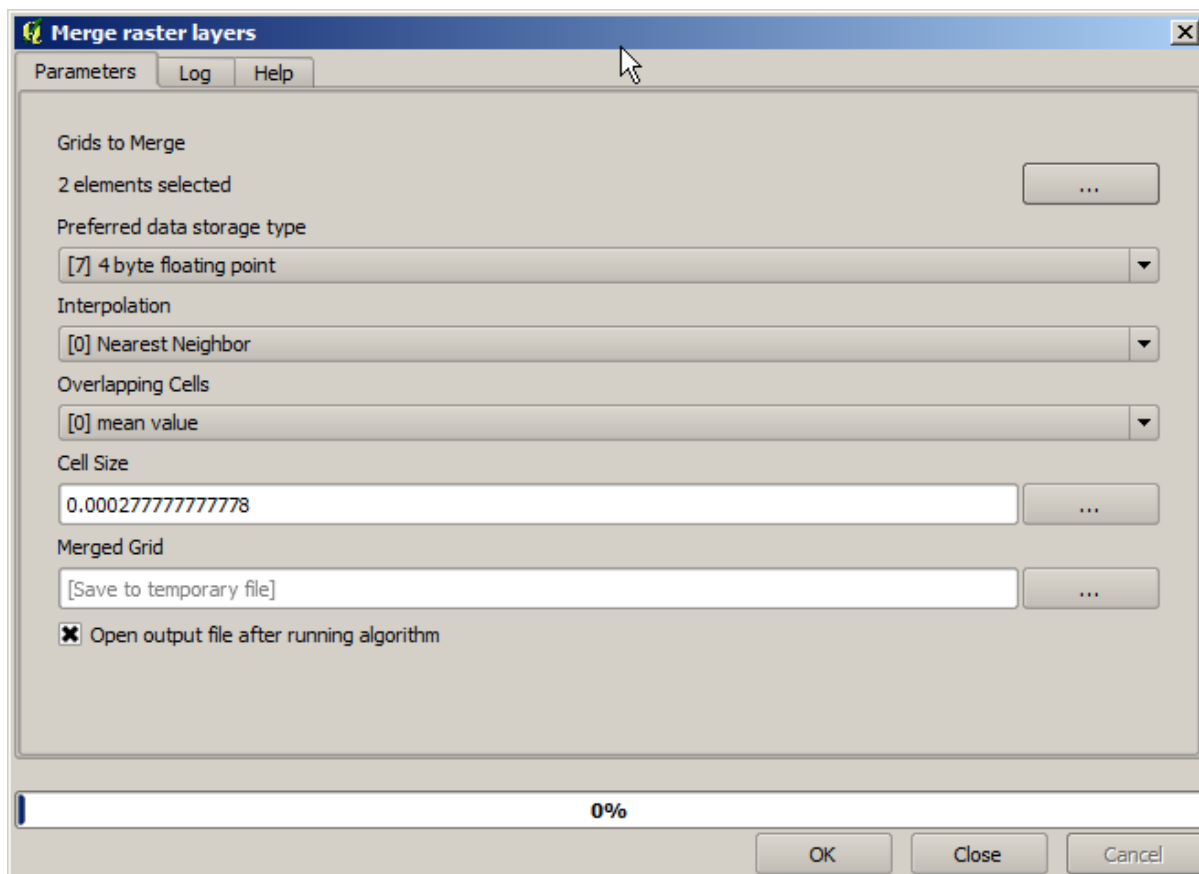 Merge raster layers
Parameters Log Help
Grids to Merge
2 elements selected
...
Preferred data storage type
[7] 4 byte floating point
Interpolation
[0] Nearest Neighbor
Overlapping Cells
[0] mean value
Cell Size
0.000277777777778
...
Merged Grid
[Save to temporary file]
...
Open output file after running algorithm
0%
OK Close Cancel